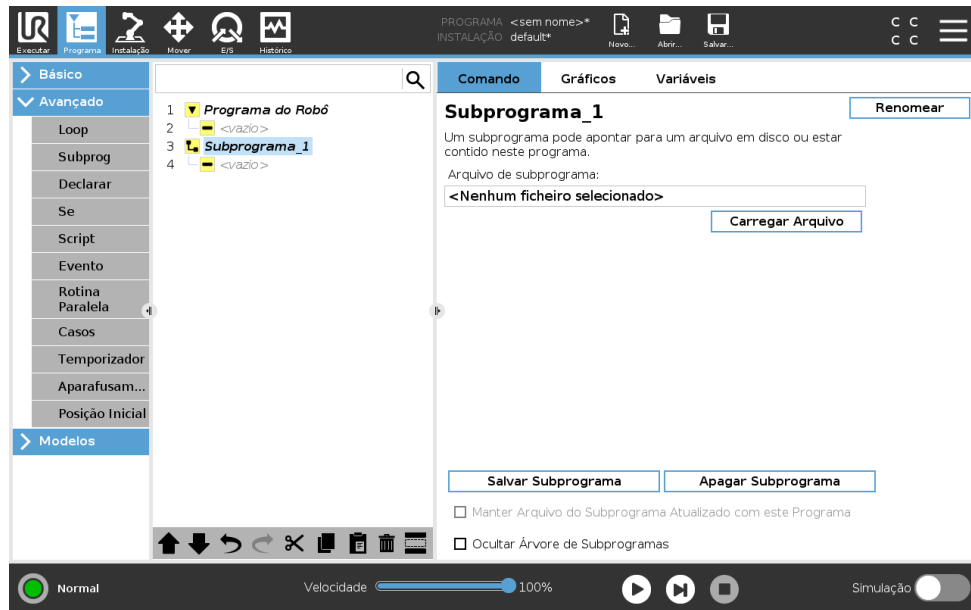 PROGRAMA <sem nome>*
INSTALAÇÃO default*
C C
C C
Executar Programa Instalação Mover E/S Histórico Novo... Abrir... Salvar...
Básico
Avançado
Loop
Subprog
Declarar
Se
Script
Evento
Rotina
Paralela
Casos
Temporizador
Aparafusam...
Posição Inicial
Modelos
1 Programa do Robô
2 <vazio>
3 Subprograma_1
4 <vazio>
Comando Gráficos Variáveis
Subprograma_1
Renomear
Um subprograma pode apontar para um arquivo em disco ou estar
contido neste programa.
Arquivo de subprograma:
<Nenhum ficheiro selecionado>
Carregar Arquivo
Salvar Subprograma Apagar Subprograma
Manter Arquivo do Subprograma Atualizado com este Programa
Ocultar Árvore de Subprogramas
Normal
Velocidade 100%
Simulação